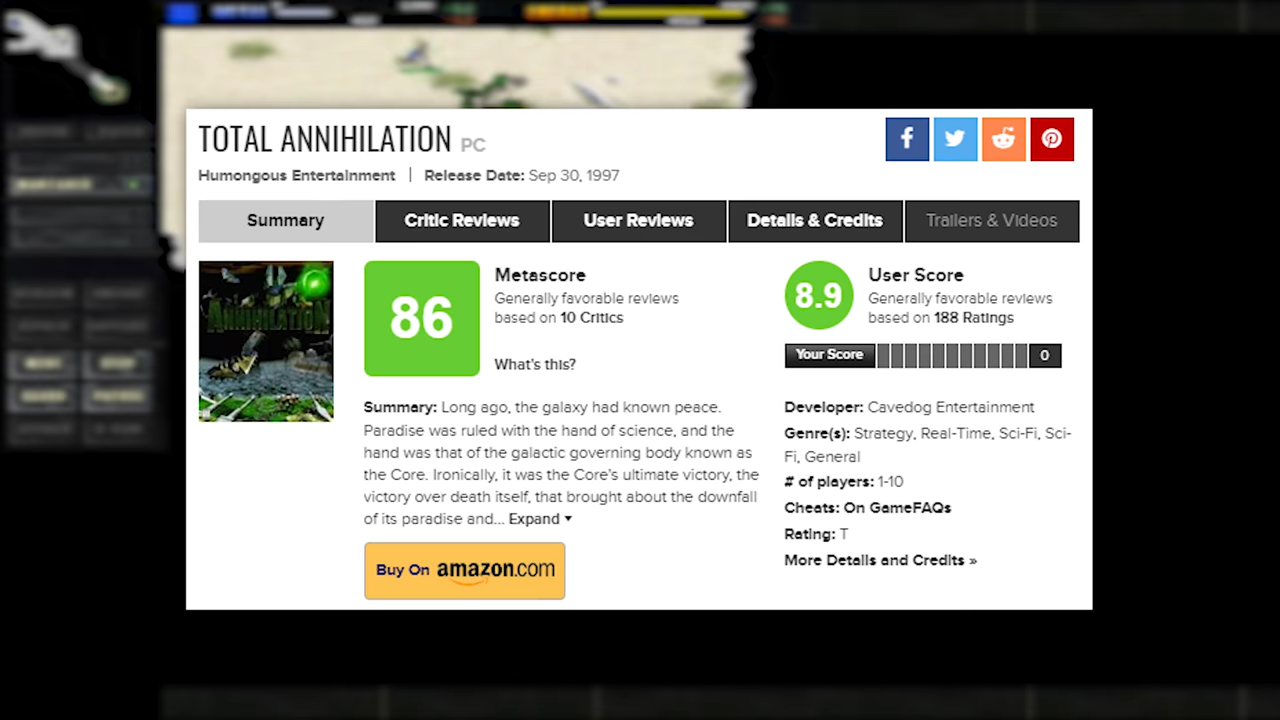 TOTAL ANNIHILATION PC
Humongous Entertainment | Release Date: Sep 30, 1997
Summary
Critic Reviews
User Reviews
Details & Credits
Trailers & Videos
ANNIHILATION
86
Metascore
Generally favorable reviews
based on 10 Critics
What's this?
8.9
User Score
Generally favorable reviews
based on 188 Ratings
Your Score
0
Summary: Long ago, the galaxy had known peace.
Paradise was ruled with the hand of science, and the
hand was that of the galactic governing body known as
the Core. Ironically, it was the Core's ultimate victory, the
victory over death itself, that brought about the downfall
of its paradise and... Expand
Buy On amazon.com
Developer: Cavedog Entertainment
Genre(s): Strategy, Real-Time, Sci-Fi, Sci-
Fi, General
# of players: 1-10
Cheats: On GameFAQs
Rating: T
More Details and Credits »